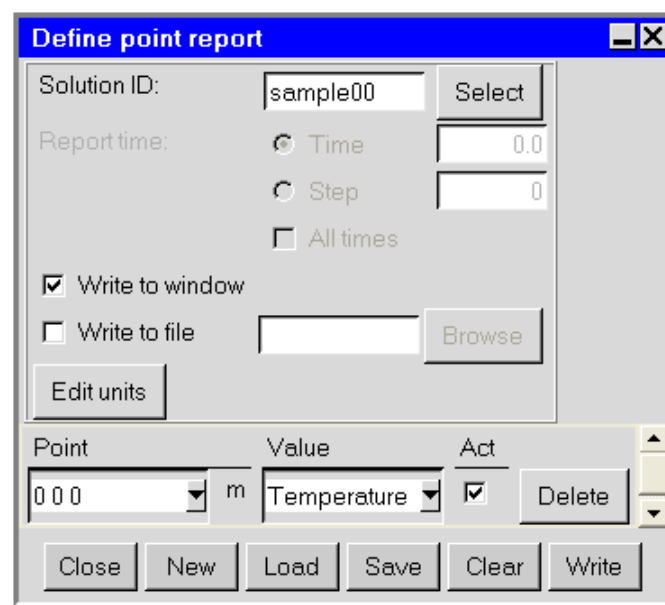 Define point report
Solution ID: sample00 Select
Report time: Time 0.0
Step 0
All times
Write to window
Write to file Browse
Edit units
Point Value Act
0 0 0 m Temperature Delete
Close New Load Save Clear Write